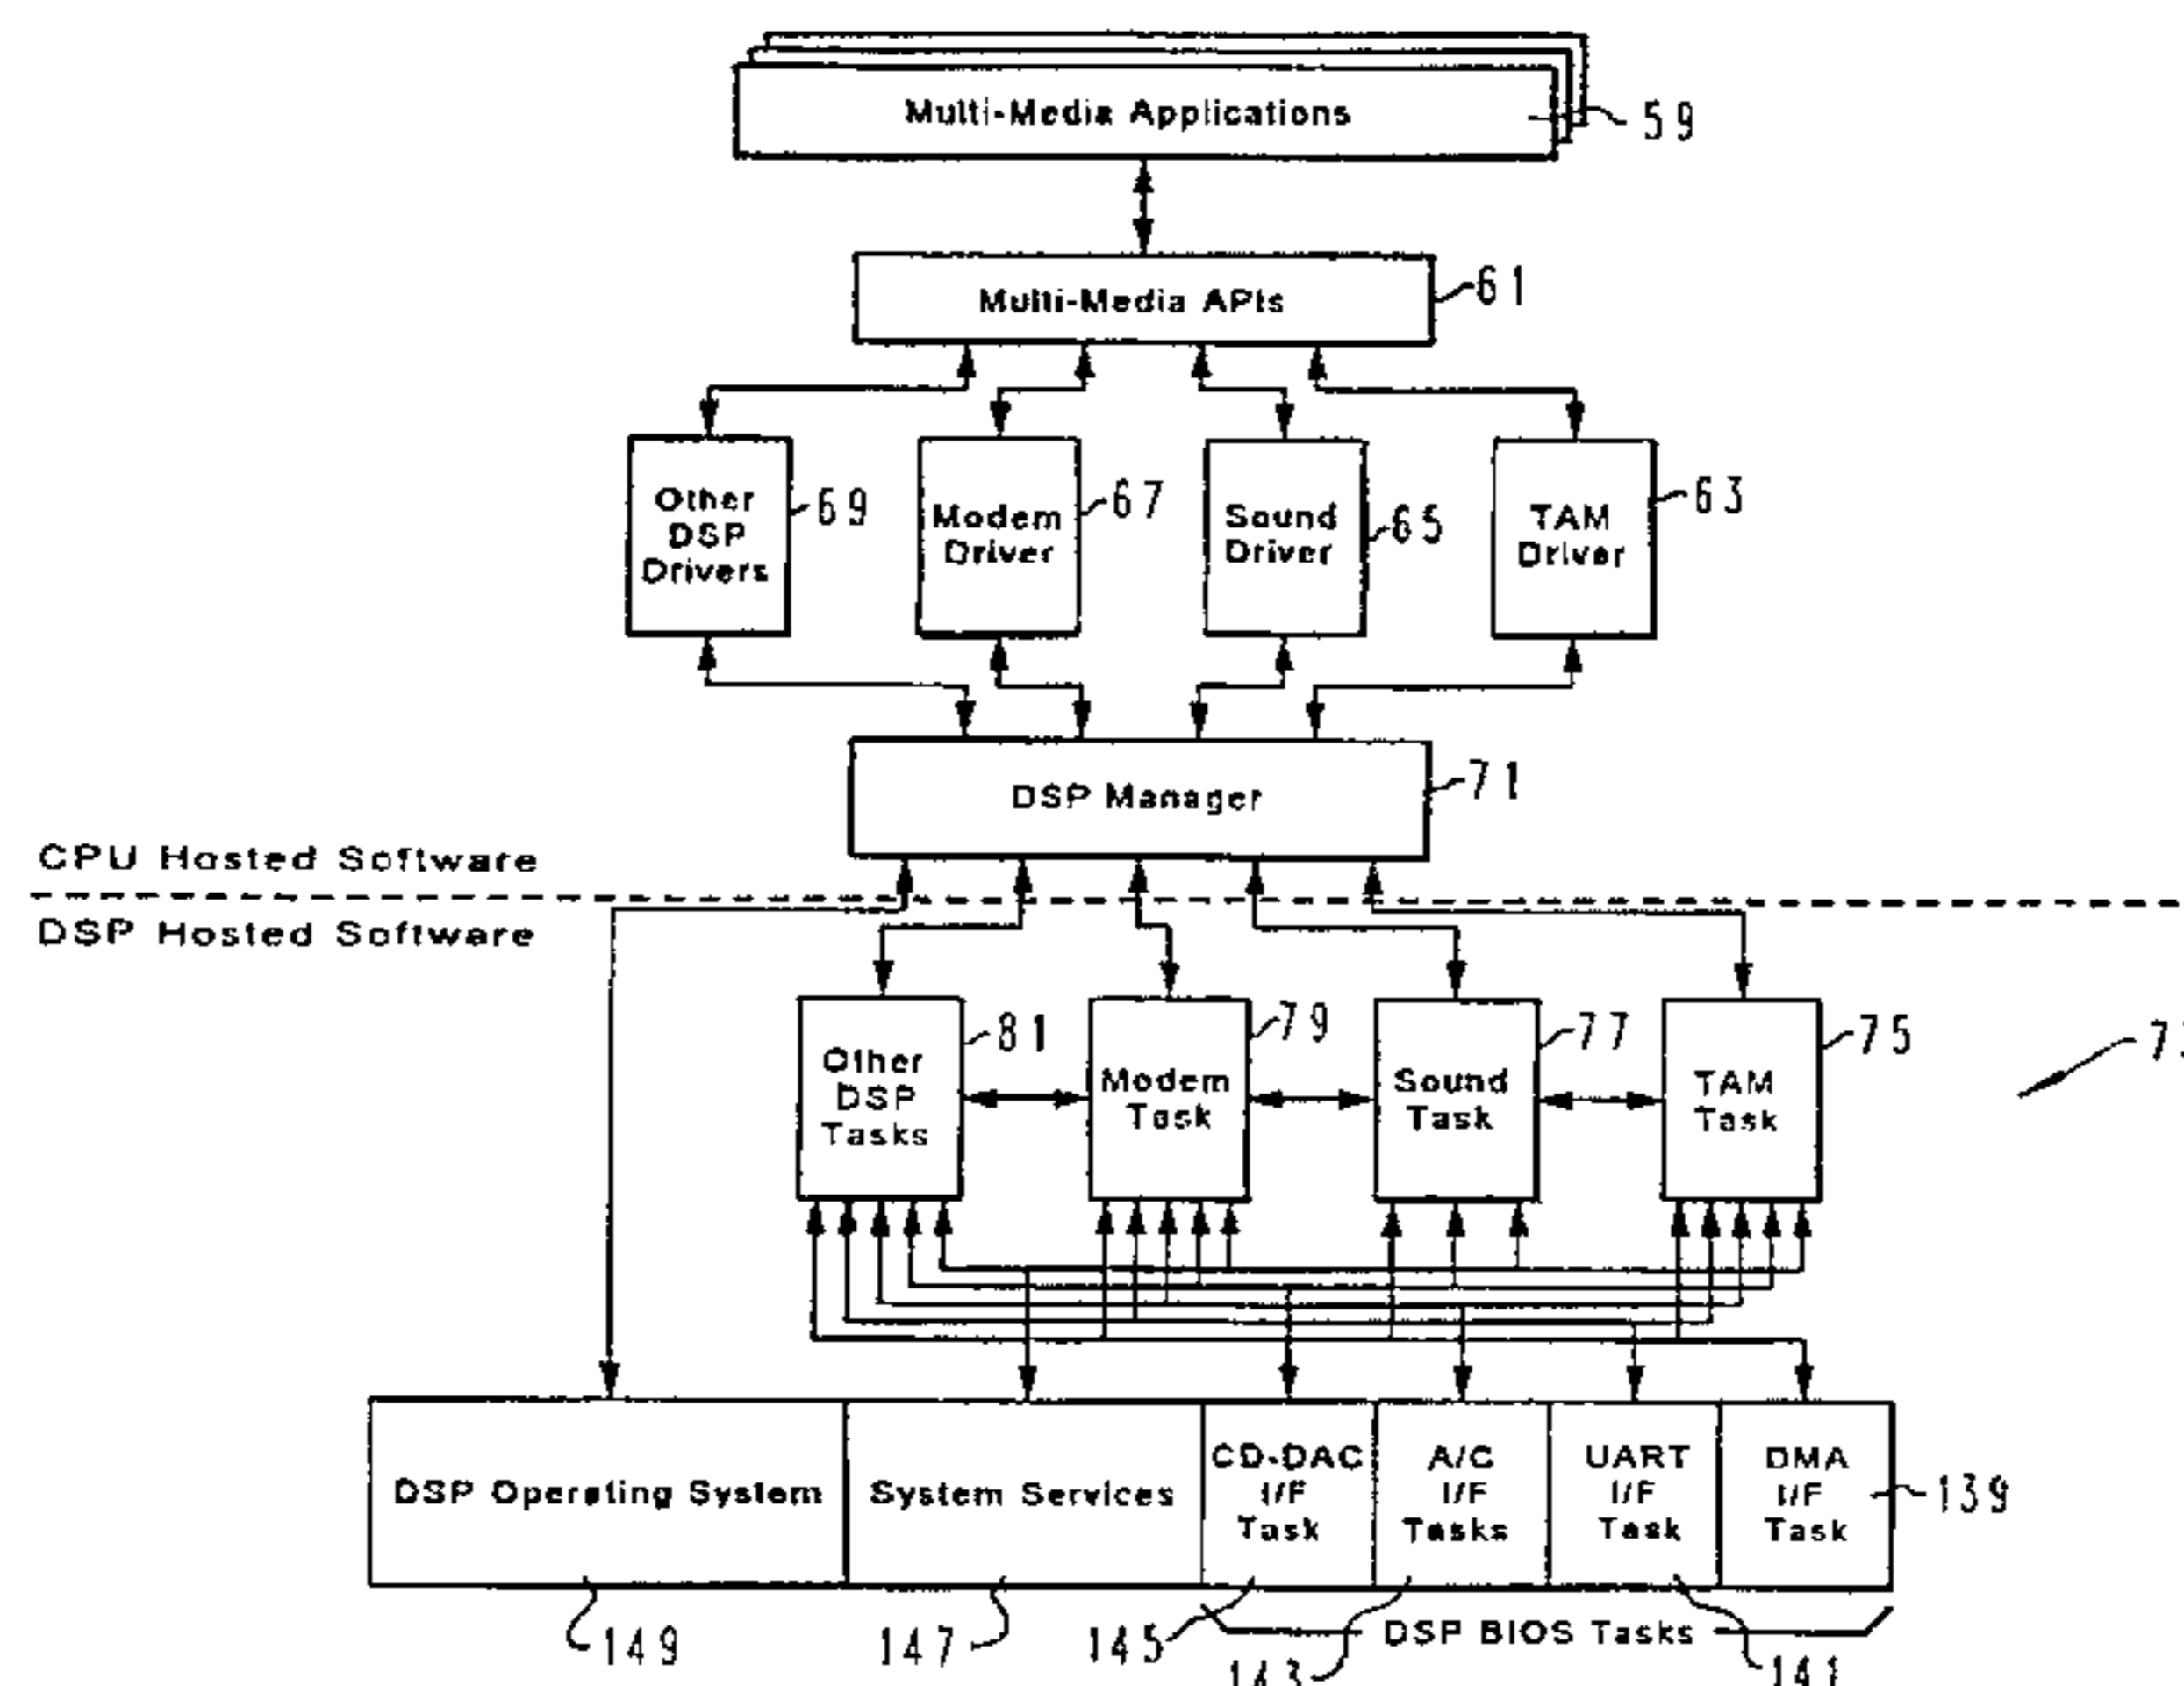 Multi-Media Applications
59
Multi-Media APIs
61
Other
DSP
Drivers
69
Modem
Driver
67
Sound
Driver
65
TAM
Driver
63
DSP Manager
71
CPU Hosted Software
DSP Hosted Software
Other
DSP
Tasks
81
Modem
Task
79
Sound
Task
77
TAM
Task
75
DSP Operating System
System Services
CD-DAC
I/F
Task
A/C
I/F
Tasks
UART
I/F
Task
DMA
I/F
Task
139
149
147
145
143
DSP BIOS Tasks
141